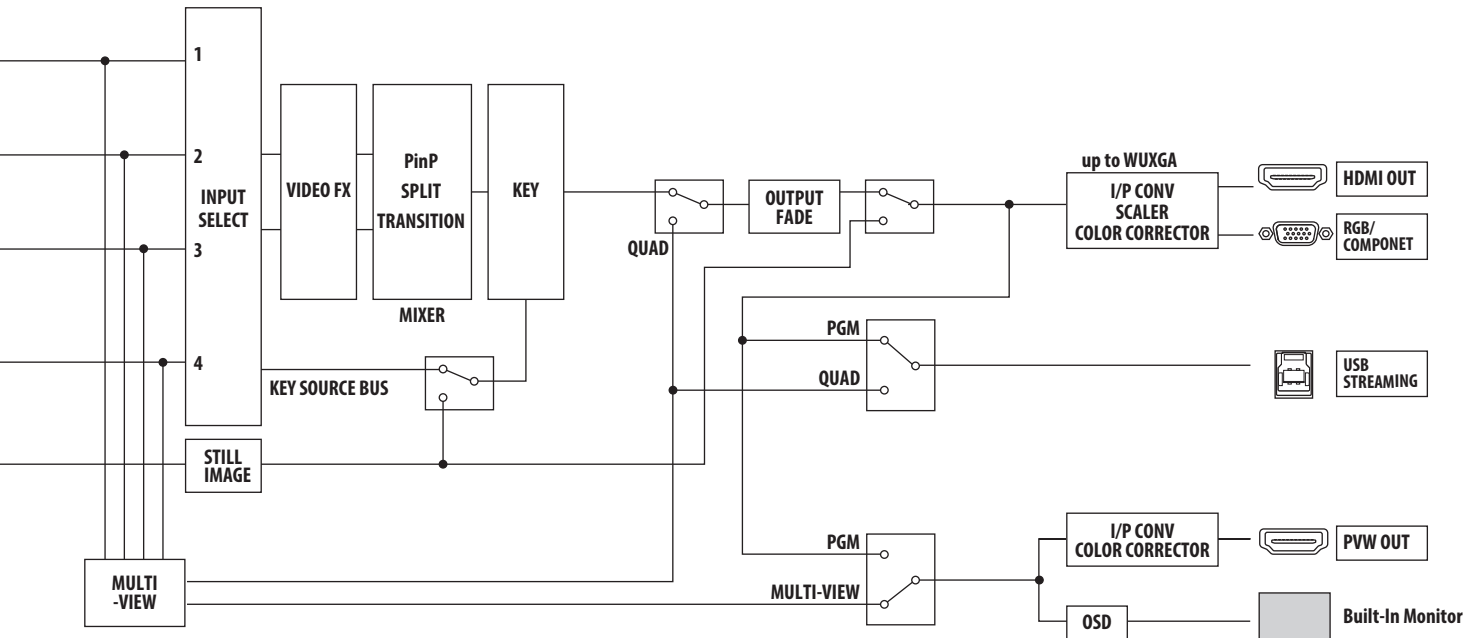 1
2
3
4
INPUT
SELECT
VIDEO FX
PinP
SPLIT
TRANSITION
MIXER
KEY
KEY SOURCE BUS
STILL
IMAGE
MULTI
-VIEW
QUAD
OUTPUT
FADE
up to WUXGA
I/P CONV
SCALER
COLOR CORRECTOR
HDMI OUT
RGB/
COMPONET
PGM
QUAD
USB
STREAMING
PGM
MULTI-VIEW
I/P CONV
COLOR CORRECTOR
PVW OUT
OSD
Built-In Monitor